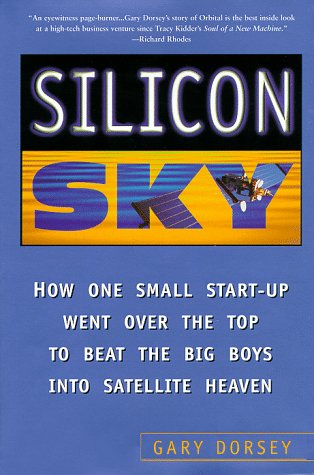 "An eyewitness page-burner...Gary Dorsey's story of Orbital is the best inside look
at a high-tech business venture since Tracy Kidder's Soul of a New Machine."
—Richard Rhodes
SILICON
SKY
HOW ONE SMALL START-UP
WENT OVER THE TOP
TO BEAT THE BIG BOYS
INTO SATELLITE HEAVEN
GARY DORSEY